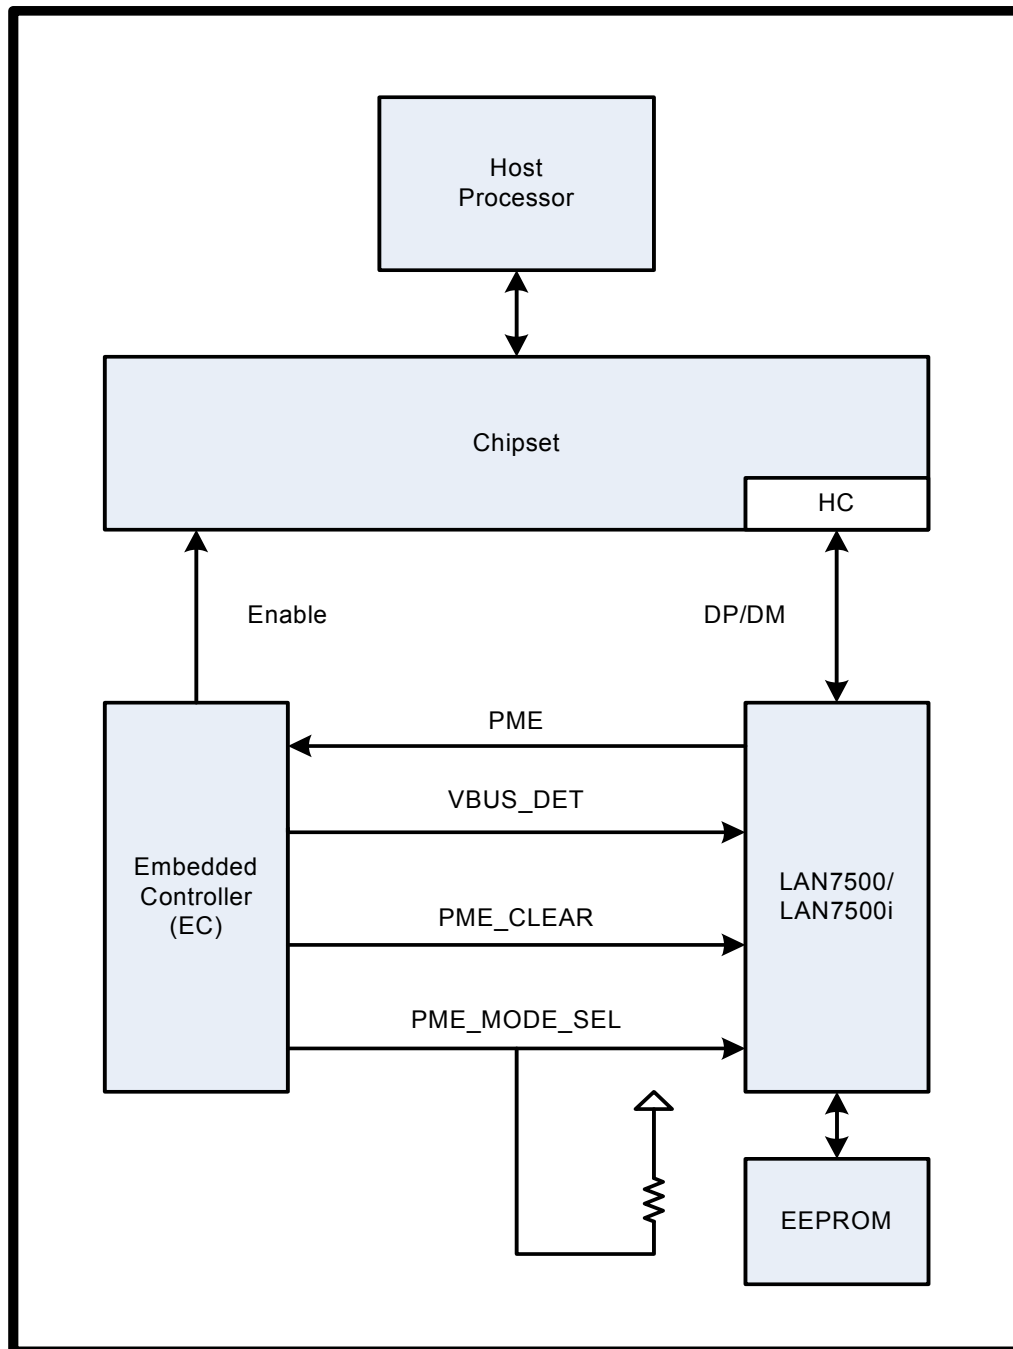 Host
Processor
Chipset
HC
Enable
DP/DM
PME
VBUS_DET
Embedded
Controller
(EC)
LAN7500/
LAN7500i
PME_CLEAR
PME_MODE_SEL
EEPROM